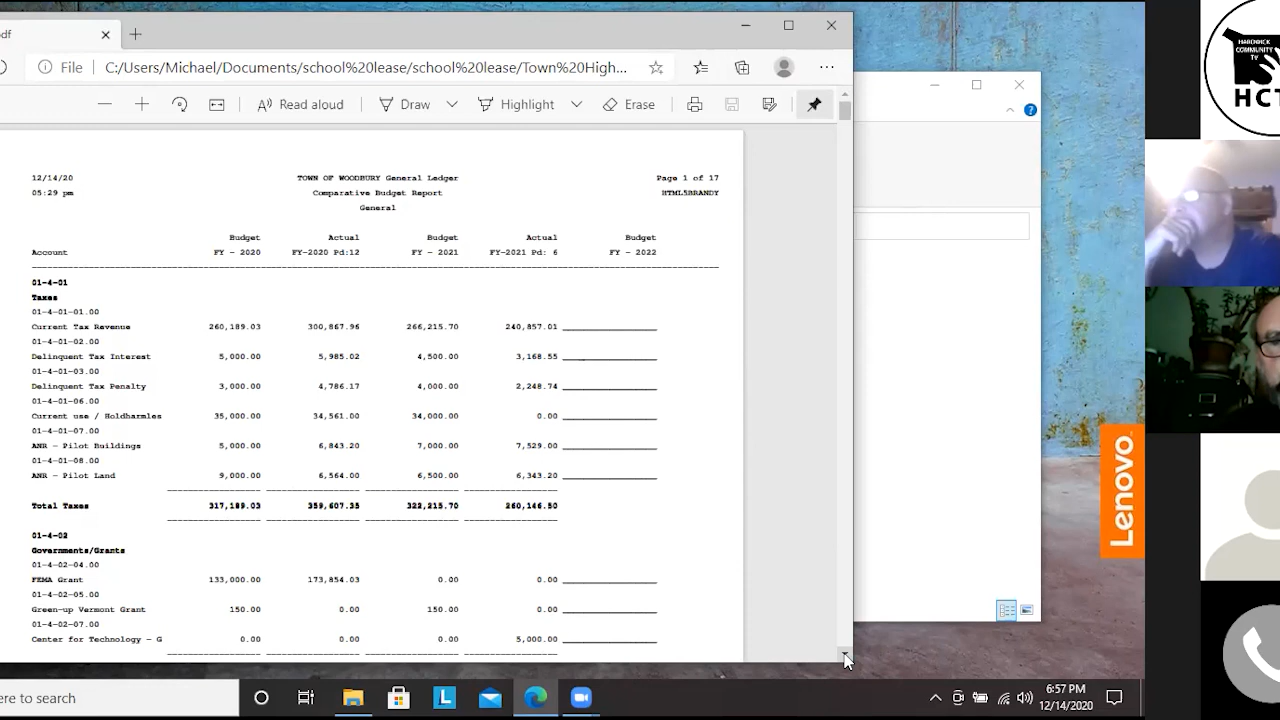 df
File C:/Users/Michael/Documents/school%20lease/school%20lease/Town%20High...
Read aloud Draw Highlight Erase
HARDWICK
COMMUNITY
TV
HCT
12/14/20 TOWN OF WOODBURY General Ledger Page 1 of 17
05:29 pm Comparative Budget Report HTML5BRANDY
General
Budget Actual Budget Actual Budget
Account FY - 2020 FY-2020 Pd:12 FY - 2021 FY-2021 Pd: 6 FY - 2022
01-4-01
Taxes
01-4-01-01.00
Current Tax Revenue 260,189.03 300,867.96 266,215.70 240,857.01
01-4-01-02.00
Delinquent Tax Interest 5,000.00 5,985.02 4,500.00 3,168.55
01-4-01-03.00
Delinquent Tax Penalty 3,000.00 4,786.17 4,000.00 2,248.74
01-4-01-06.00
Current use / Holdharmles 35,000.00 34,561.00 34,000.00 0.00
01-4-01-07.00
ANR - Pilot Buildings 5,000.00 6,843.20 7,000.00 7,529.00
01-4-01-08.00
ANR - Pilot Land 9,000.00 6,564.00 6,500.00 6,343.20
Total Taxes 317,189.03 359,607.35 322,215.70 260,146.50
01-4-02
Governments/Grants
01-4-02-04.00
FEMA Grant 133,000.00 173,854.03 0.00 0.00
01-4-02-05.00
Green-up Vermont Grant 150.00 0.00 150.00 0.00
01-4-02-07.00
Center for Technology - G 0.00 0.00 0.00 5,000.00
Lenovo
ere to search
L
6:57 PM
12/14/2020